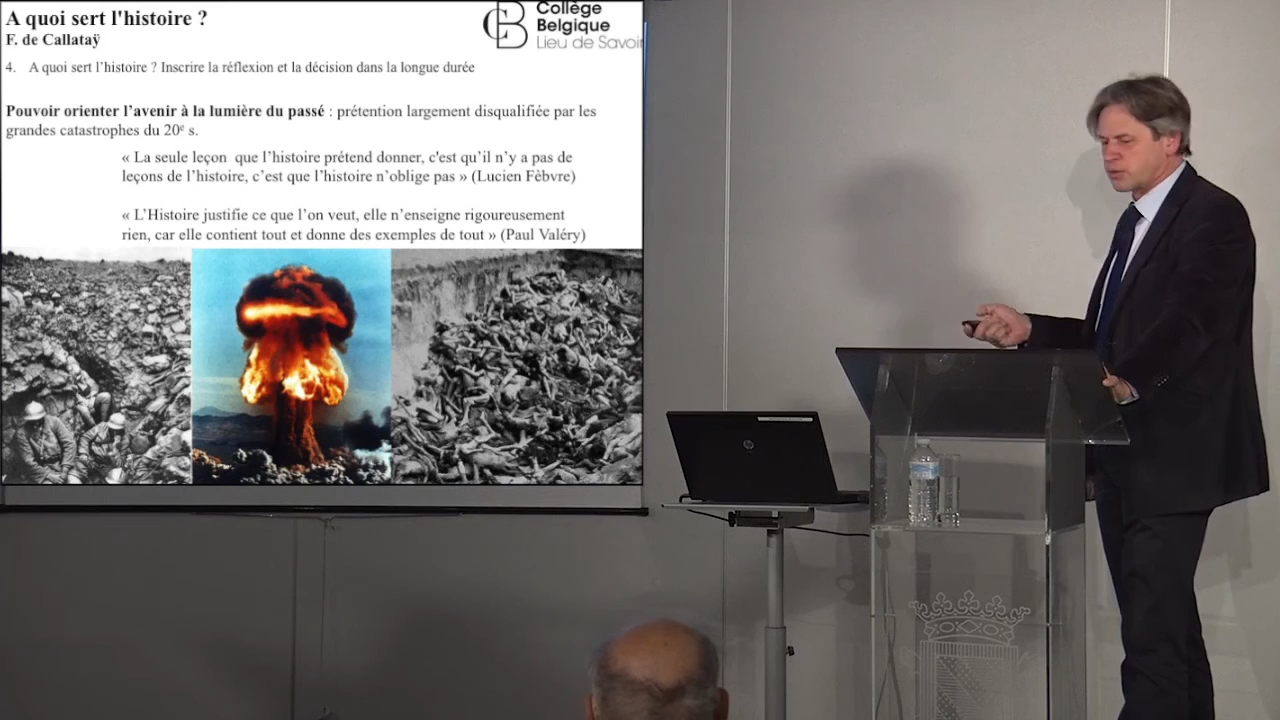 A quoi sert l'histoire ?
F. de Callataÿ
CB
Collège
Belgique
Lieu de Savoir
4. A quoi sert l'histoire ? Inscrire la réflexion et la décision dans la longue durée
Pouvoir orienter l'avenir à la lumière du passé : prétention largement disqualifiée par les
grandes catastrophes du 20e s.
« La seule leçon que l'histoire prétend donner, c'est qu'il n'y a pas de
leçons de l'histoire, c'est que l'histoire n'oblige pas » (Lucien Fèbvre)
« L'Histoire justifie ce que l'on veut, elle n'enseigne rigoureusement
rien, car elle contient tout et donne des exemples de tout » (Paul Valéry)
hp